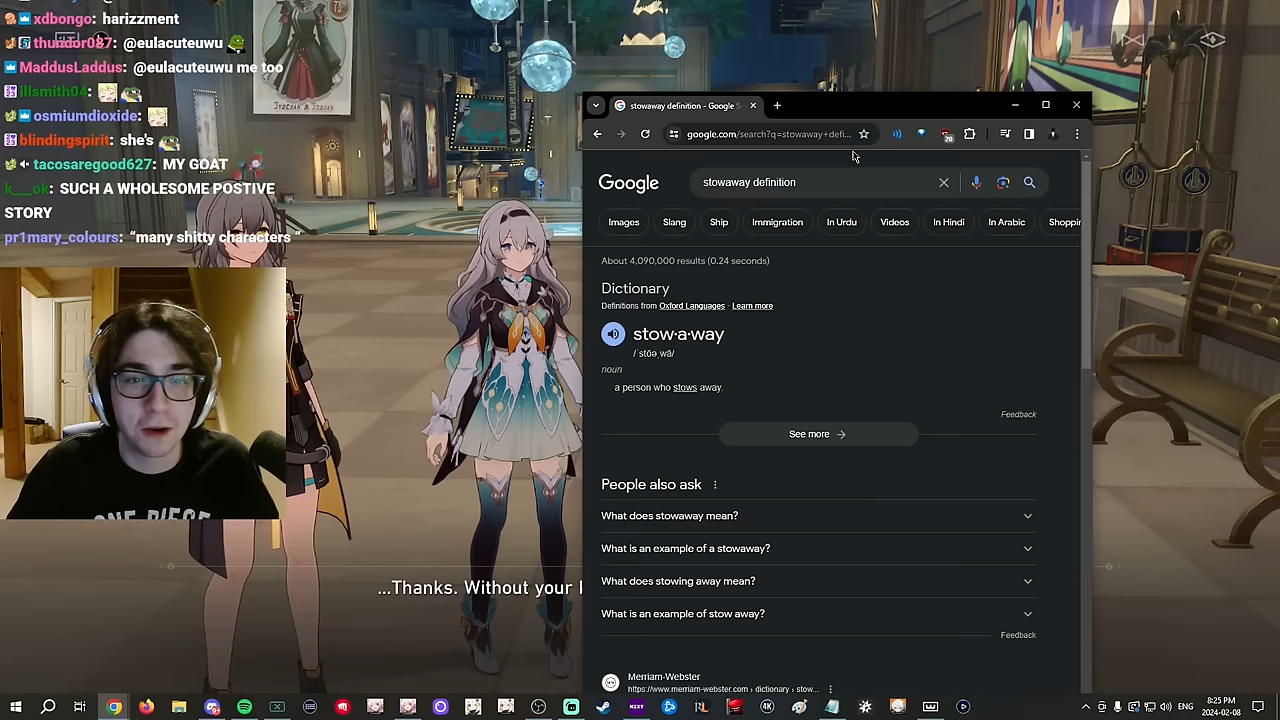 xdbongo: harizzment
thundor087: @eulacuteuwu
MaddusLaddus: @eulacuteuwu me too
illsmith04:
osmiumdioxide:
blindingspirit: she's
tacosaregood627: MY GOAT
k___ok: SUCH A WHOLESOME POSTIVE
STORY
pr1mary_colours: “many shitty characters “
ONE PIECE
...Thanks. Without your
stowaway definition - Google S
google.com/search?q=stowaway+defi...
20
Google
stowaway definition
Images
Slang
Ship
Immigration
In Urdu
Videos
In Hindi
In Arabic
Shoppin
About 4,090,000 results (0.24 seconds)
Dictionary
Definitions from Oxford Languages · Learn more
stow·a·way
/ˈstōəˌwā/
noun
a person who stows away.
Feedback
See more
People also ask
What does stowaway mean?
What is an example of a stowaway?
What does stowing away mean?
What is an example of stow away?
Feedback
Merriam-Webster
https://www.merriam-webster.com › dictionary › stow...
4K
ENG
8:25 PM
2024-02-08